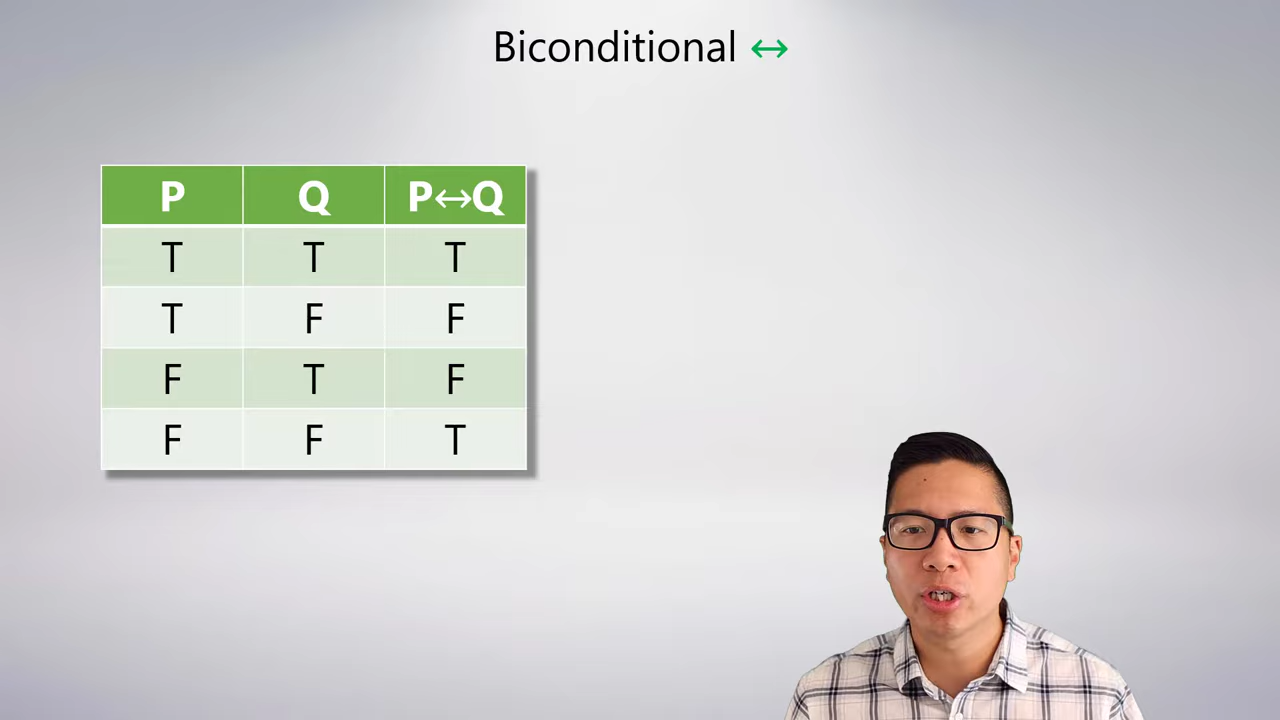 Biconditional ↔
P Q P↔Q
T T T
T F F
F T F
F F T